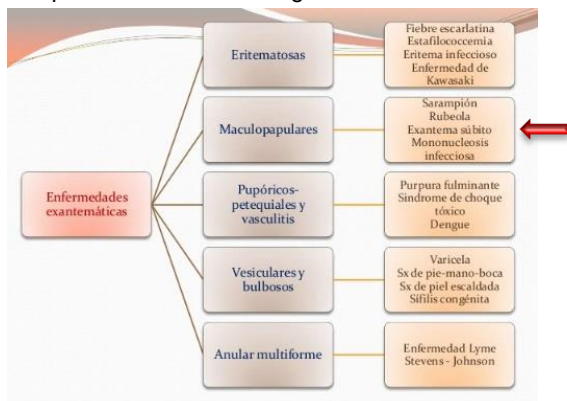 Enfermedades
exantemáticas
Eritematosas
Fiebre escarlatina
Estafilococcemia
Eritema infeccioso
Enfermedad de
Kawasaki
Maculopapulares
Sarampión
Rubeola
Exantema súbito
Mononucleosis
infecciosa
Pupóricos-
petequiales y
vasculitis
Purpura fulminante
Síndrome de choque
tóxico
Dengue
Vesiculares y
bulbosos
Varicela
Sx de pie-mano-boca
Sx de piel escaldada
Sífilis congénita
Anular multiforme
Enfermedad Lyme
Stevens - Johnson